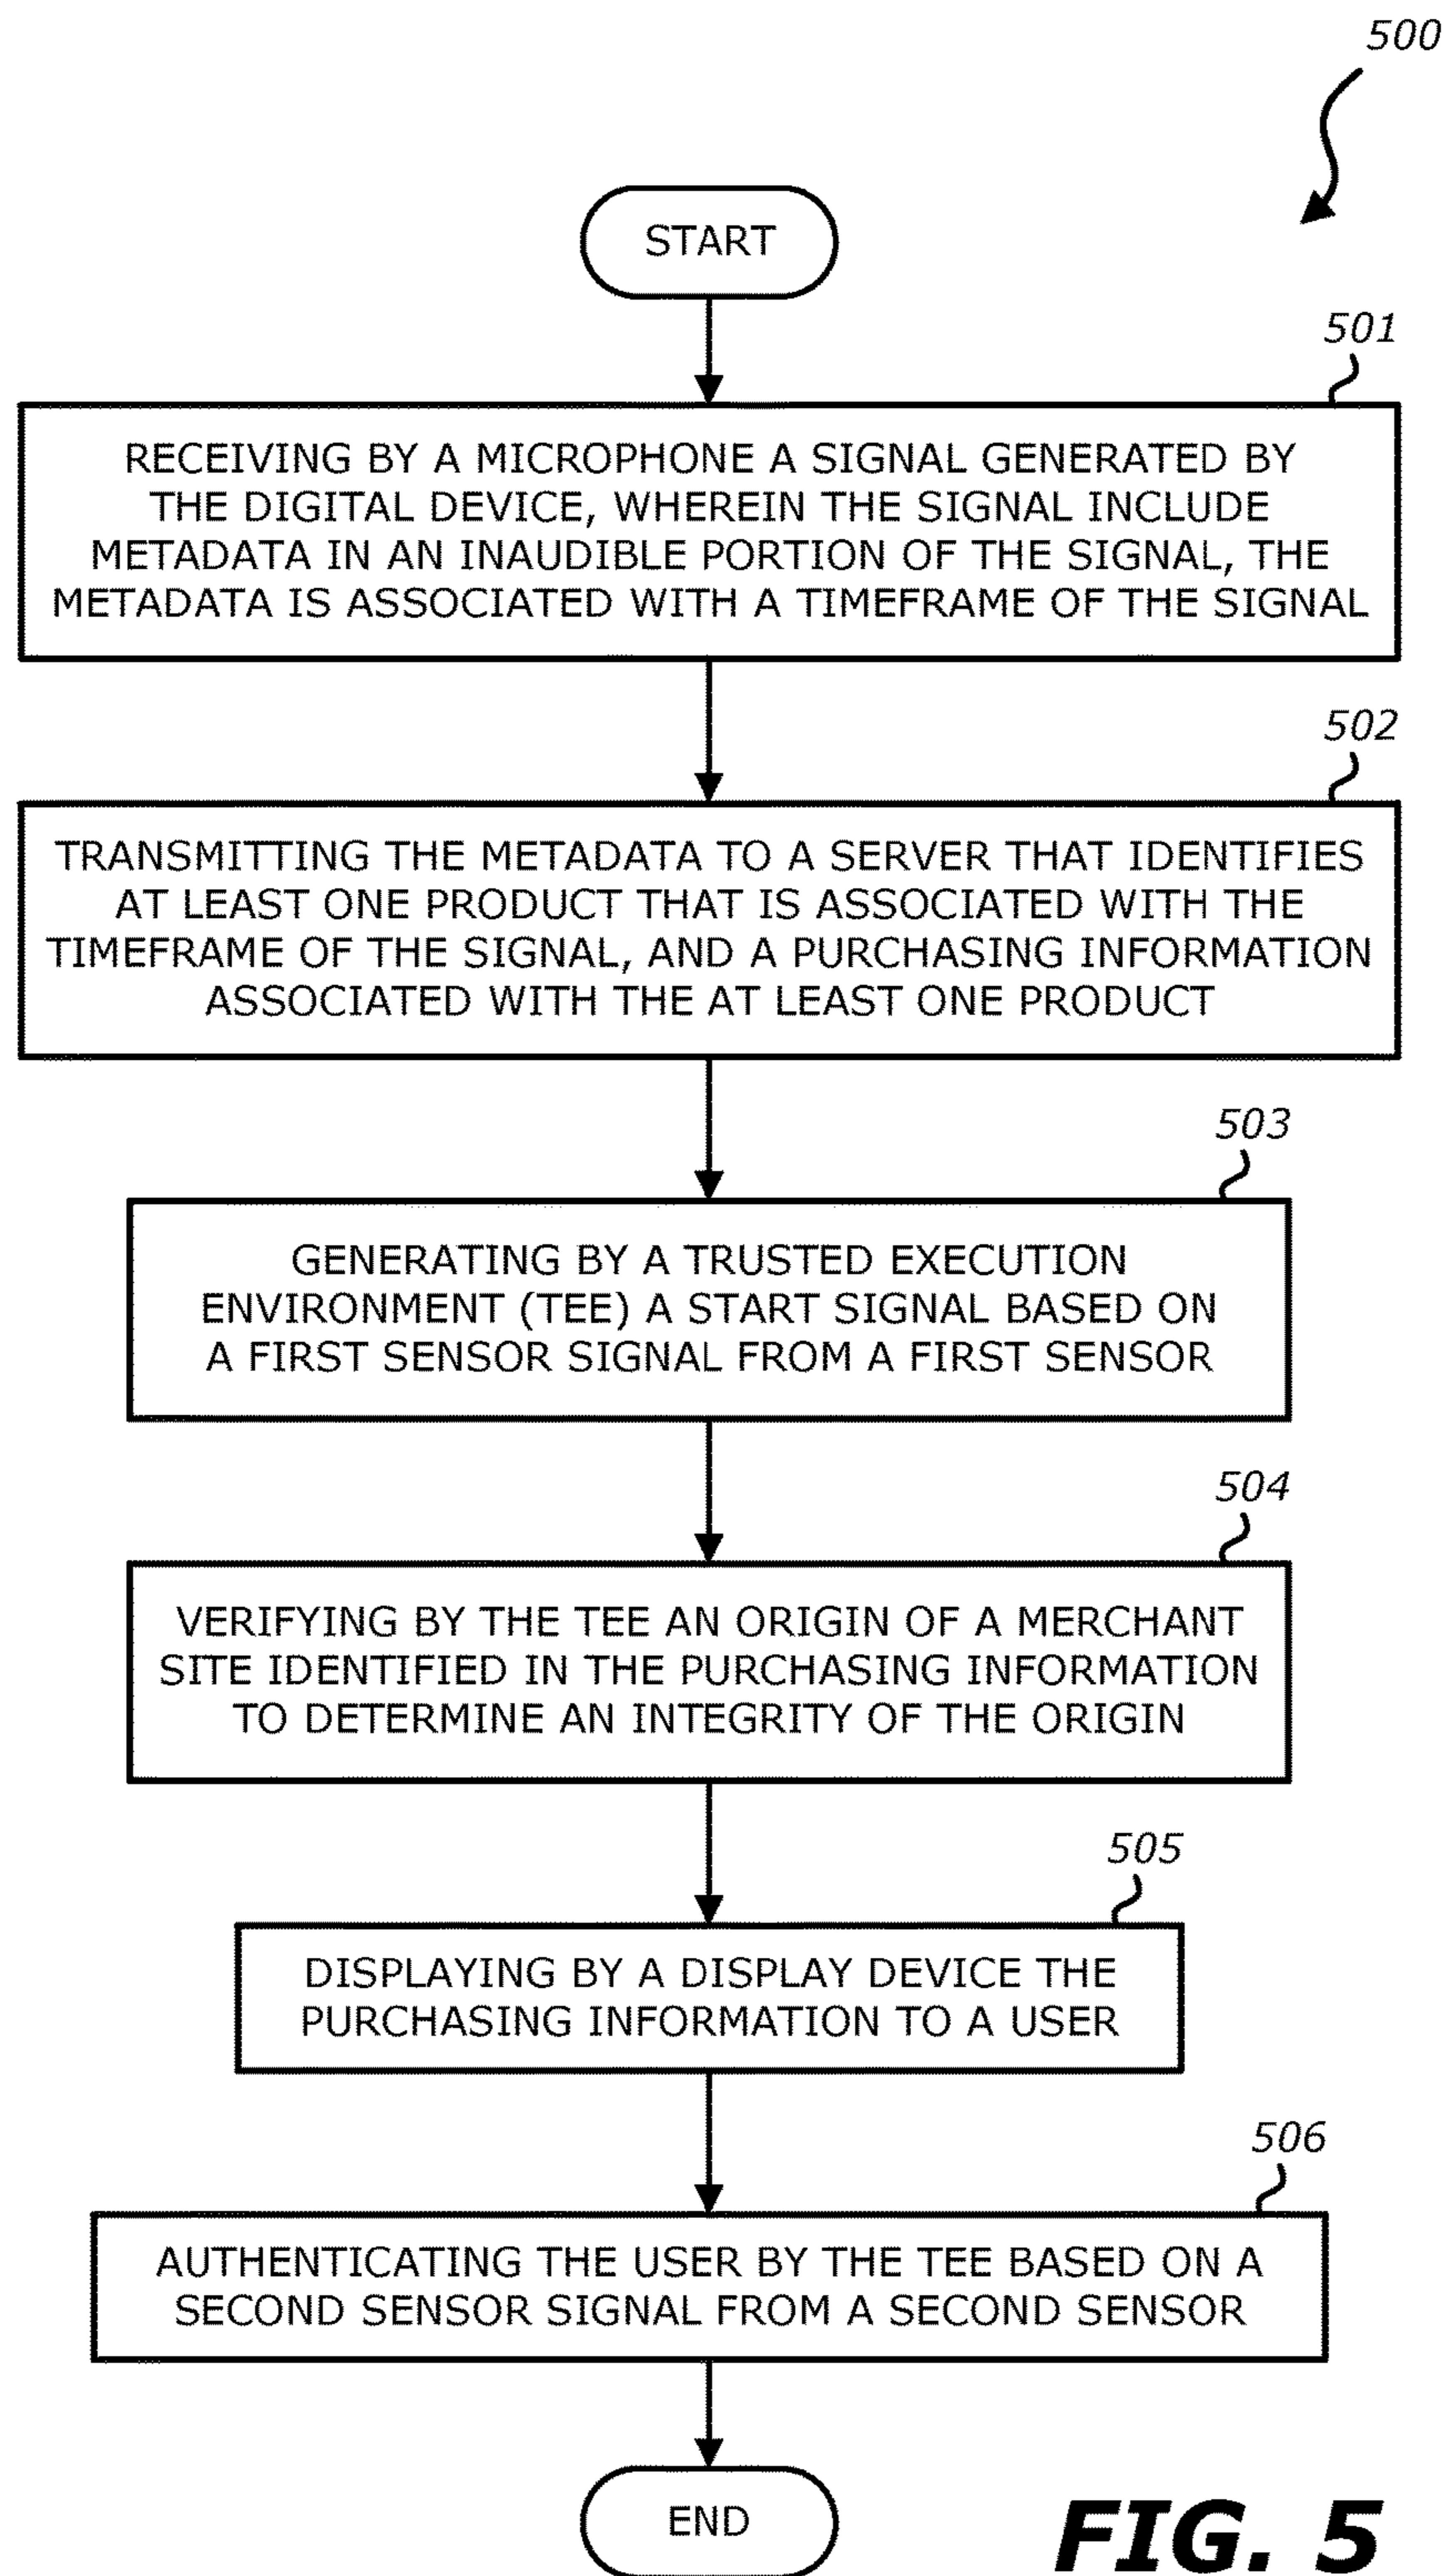 500
START
501
RECEIVING BY A MICROPHONE A SIGNAL GENERATED BY
THE DIGITAL DEVICE, WHEREIN THE SIGNAL INCLUDE
METADATA IN AN INAUDIBLE PORTION OF THE SIGNAL, THE
METADATA IS ASSOCIATED WITH A TIMEFRAME OF THE SIGNAL
502
TRANSMITTING THE METADATA TO A SERVER THAT IDENTIFIES
AT LEAST ONE PRODUCT THAT IS ASSOCIATED WITH THE
TIMEFRAME OF THE SIGNAL, AND A PURCHASING INFORMATION
ASSOCIATED WITH THE AT LEAST ONE PRODUCT
503
GENERATING BY A TRUSTED EXECUTION
ENVIRONMENT (TEE) A START SIGNAL BASED ON
A FIRST SENSOR SIGNAL FROM A FIRST SENSOR
504
VERIFYING BY THE TEE AN ORIGIN OF A MERCHANT
SITE IDENTIFIED IN THE PURCHASING INFORMATION
TO DETERMINE AN INTEGRITY OF THE ORIGIN
505
DISPLAYING BY A DISPLAY DEVICE THE
PURCHASING INFORMATION TO A USER
506
AUTHENTICATING THE USER BY THE TEE BASED ON A
SECOND SENSOR SIGNAL FROM A SECOND SENSOR
END
FIG. 5